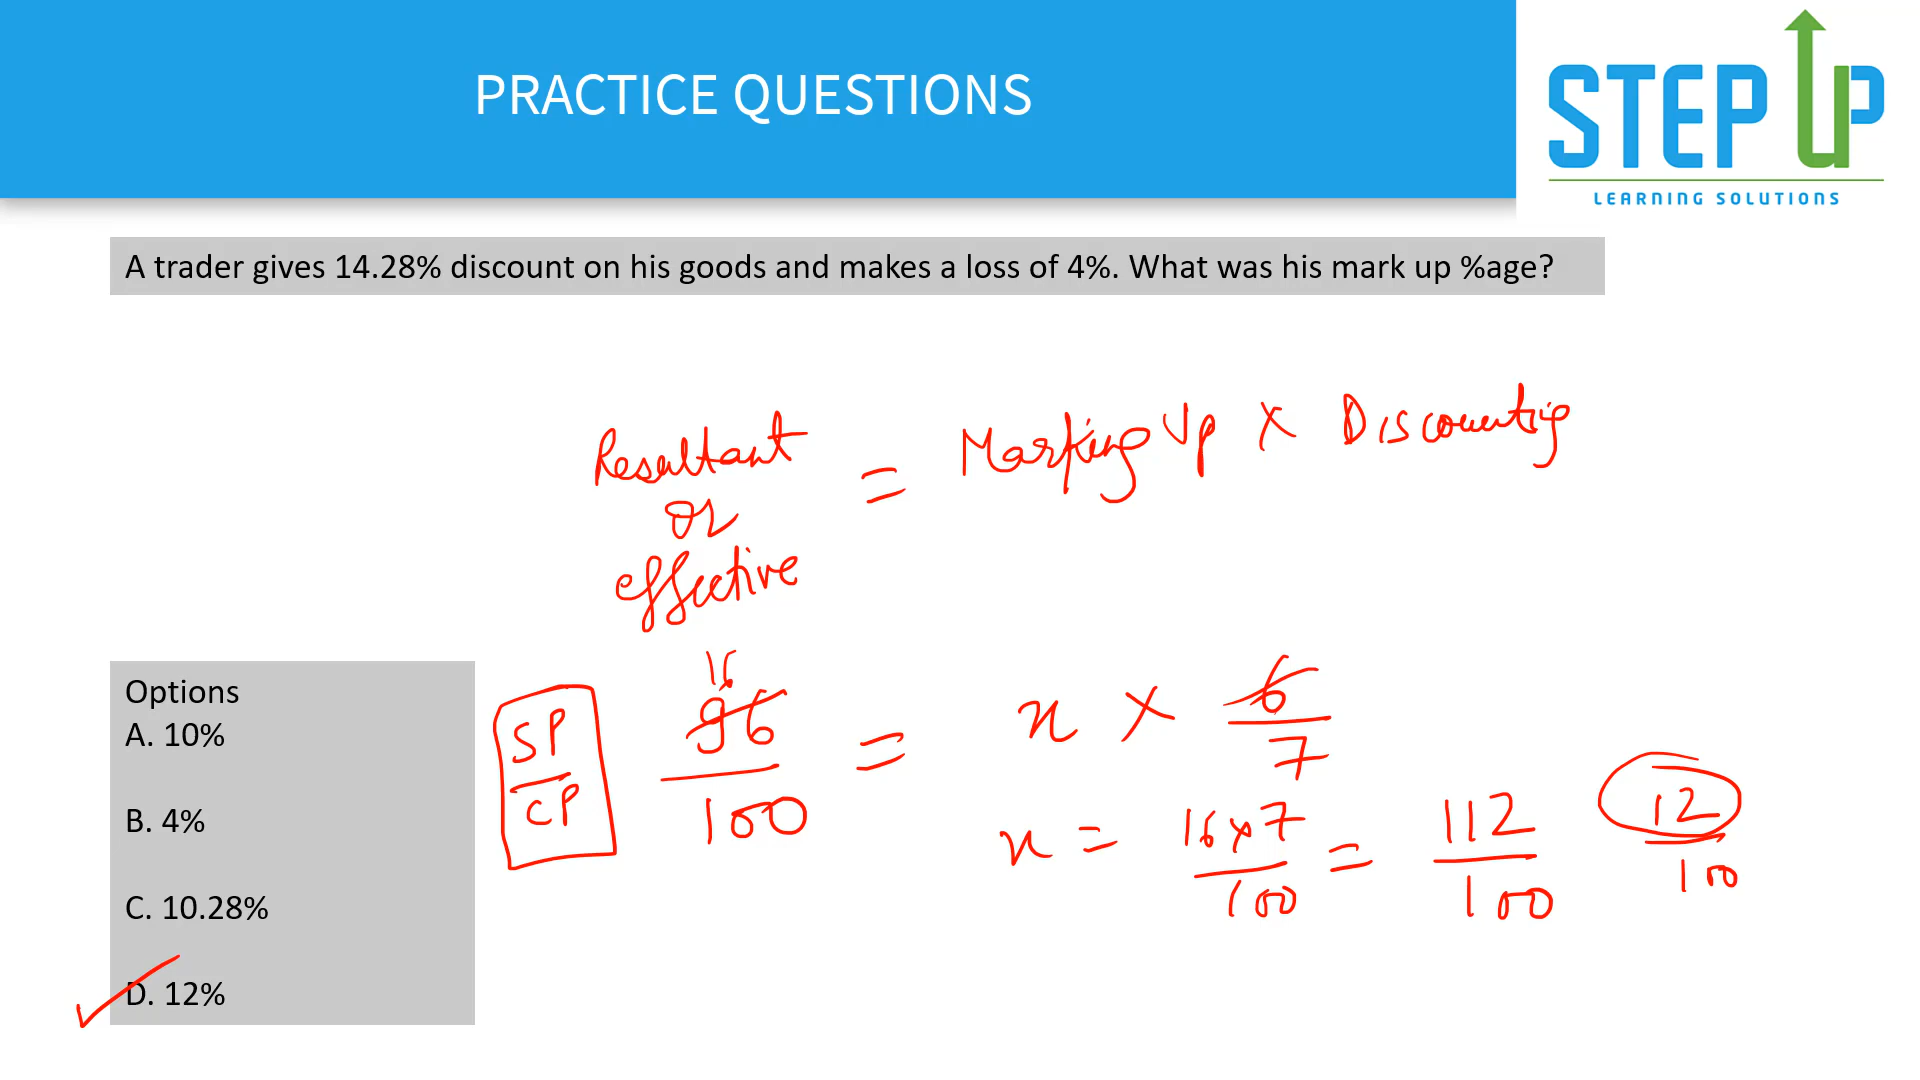 PRACTICE QUESTIONS
STEP UP
LEARNING SOLUTIONS
A trader gives 14.28% discount on his goods and makes a loss of 4%. What was his mark up %age?
Resultant or effective = Marking Up × Discounting
SP/CP 96/100 = x × 6/7
16
x = 16×7/100 = 112/100
12/100
Options
A. 10%
B. 4%
C. 10.28%
D. 12%